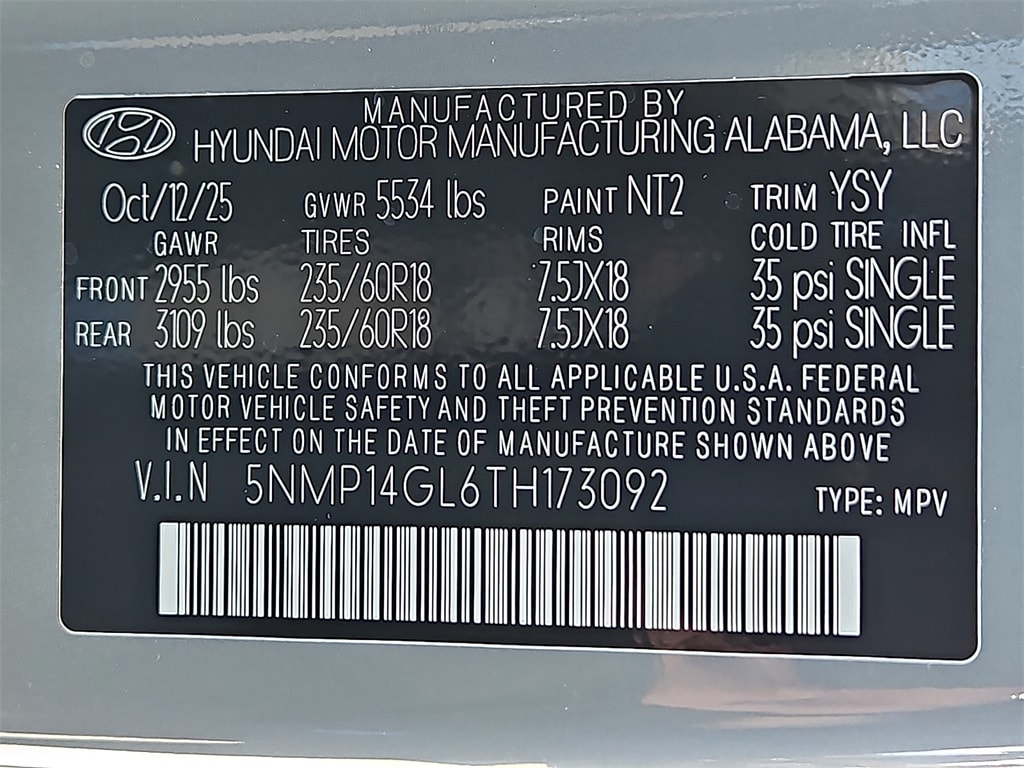 MANUFACTURED BY
HYUNDAI MOTOR MANUFACTURING ALABAMA, LLC
Oct/12/25 GVWR 5534 lbs PAINT NT2 TRIM YSY
GAWR TIRES RIMS COLD TIRE INFL
FRONT 2955 lbs 235/60R18 7.5JX18 35 psi SINGLE
REAR 3109 lbs 235/60R18 7.5JX18 35 psi SINGLE
THIS VEHICLE CONFORMS TO ALL APPLICABLE U.S.A. FEDERAL
MOTOR VEHICLE SAFETY AND THEFT PREVENTION STANDARDS
IN EFFECT ON THE DATE OF MANUFACTURE SHOWN ABOVE
V.I.N 5NMP14GL6TH173092 TYPE: MPV